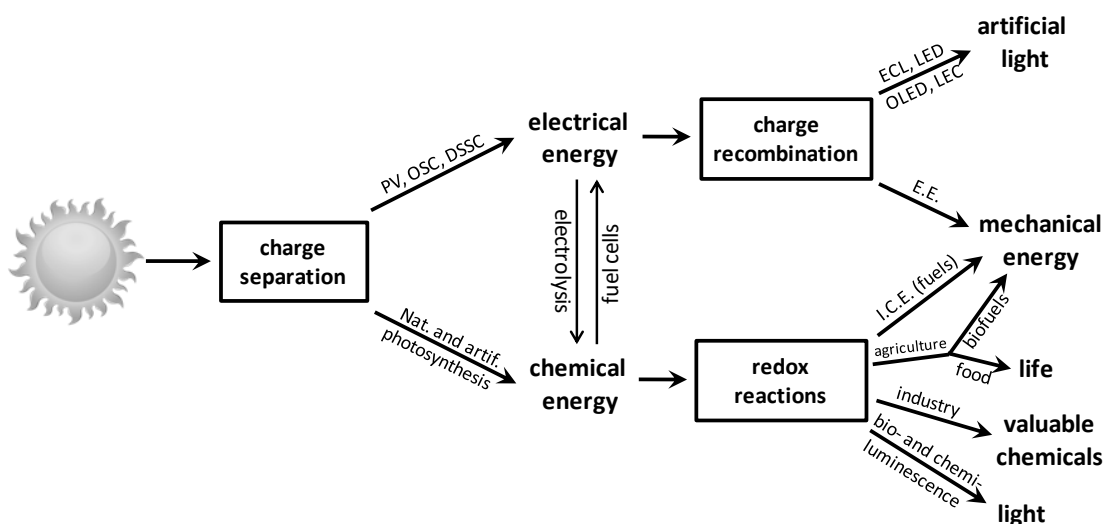 artificial
light
ECL, LED
OLED, LEC
electrical
energy
charge
recombination
PV, OSC, DSSC
E.E.
charge
separation
electrolysis
fuel cells
mechanical
energy
I.C.E. (fuels)
Nat. and artif.
photosynthesis
chemical
energy
redox
reactions
agriculture
biofuels
food
life
industry
valuable
chemicals
bio- and chemi-
luminescence
light